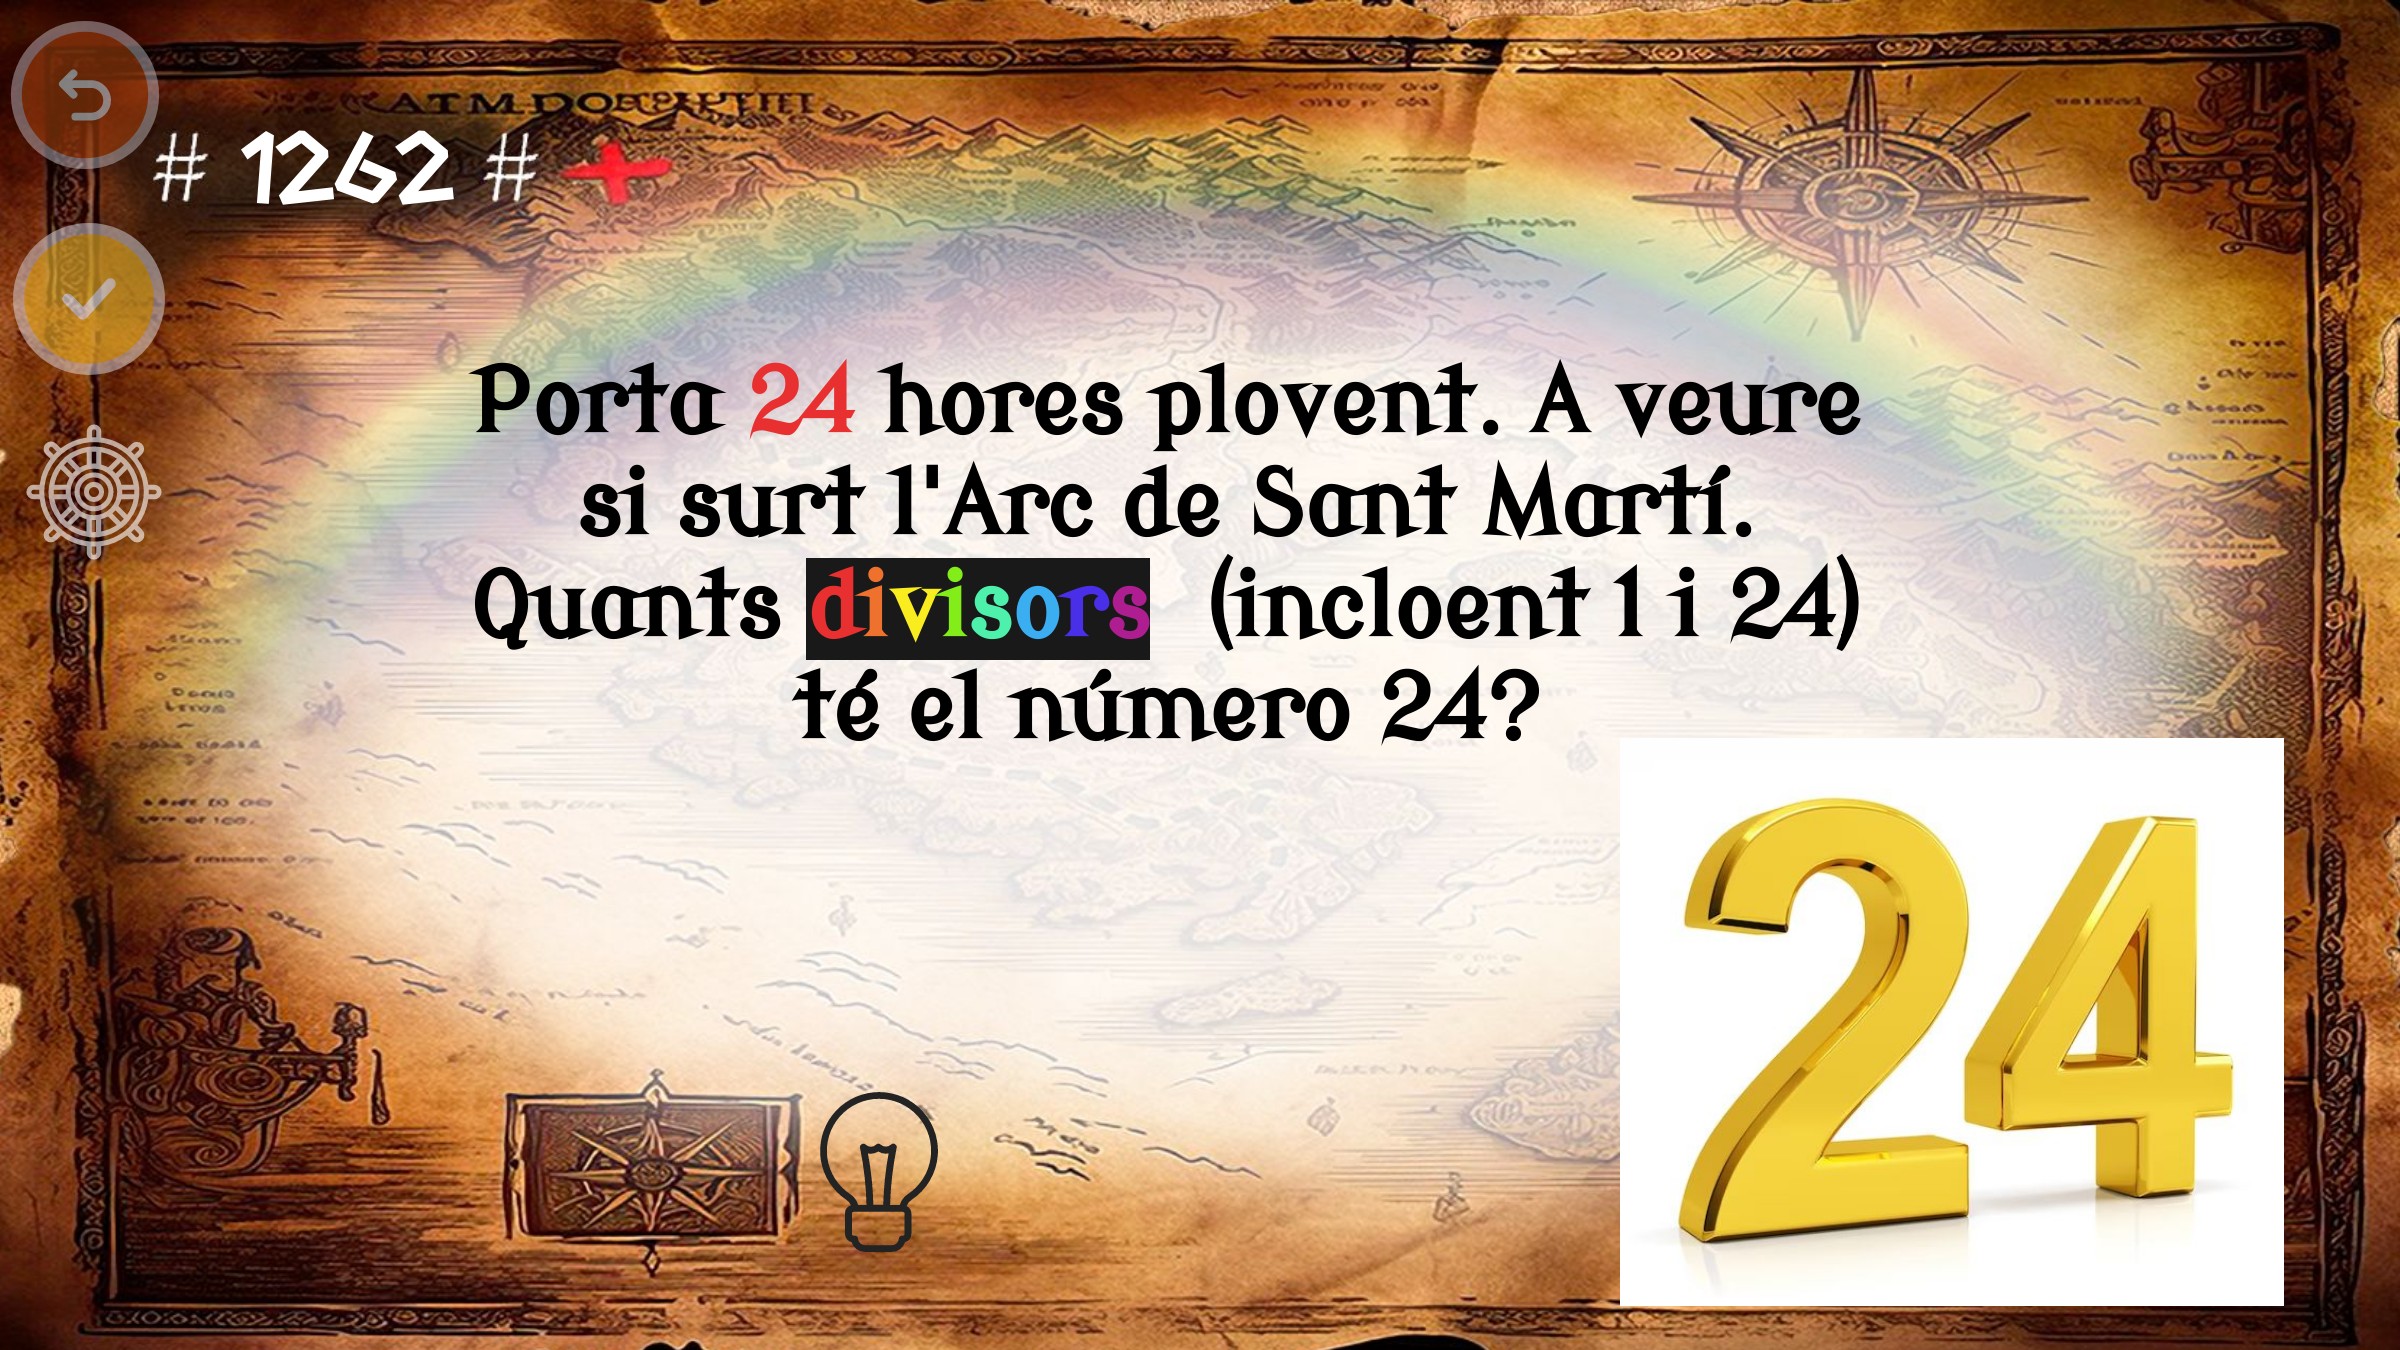 # 1262 #
Porta 24 hores plovent. A veure
si surt l'Arc de Sant Martí.
Quants divisors (incloent 1 i 24)
té el número 24?
24